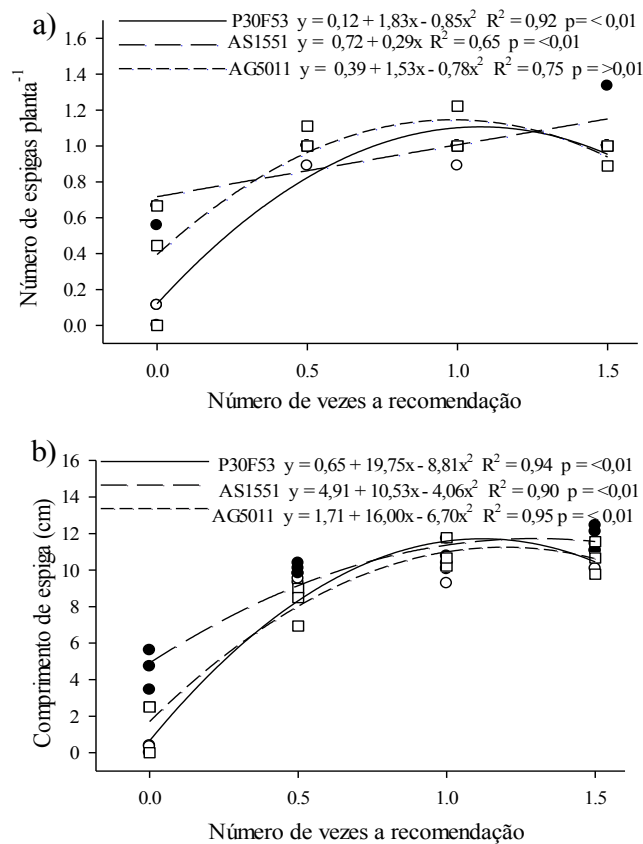 a)
P30F53 y = 0,12 + 1,83x - 0,85x² R² = 0,92 p = < 0,01
AS1551 y = 0,72 + 0,29x R² = 0,65 p = <0,01
AG5011 y = 0,39 + 1,53x - 0,78x² R² = 0,75 p = >0,01
Número de espigas planta⁻¹
1.6
1.4
1.2
1.0
0.8
0.6
0.4
0.2
0.0
0.0 0.5 1.0 1.5
Número de vezes a recomendação
b)
P30F53 y = 0,65 + 19,75x - 8,81x² R² = 0,94 p = <0,01
AS1551 y = 4,91 + 10,53x - 4,06x² R² = 0,90 p = <0,01
AG5011 y = 1,71 + 16,00x - 6,70x² R² = 0,95 p = < 0,01
Comprimento de espiga (cm)
16
14
12
10
8
6
4
2
0
0.0 0.5 1.0 1.5
Número de vezes a recomendação